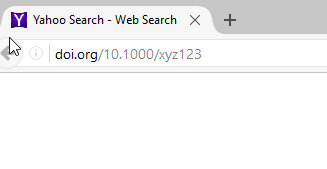 Yahoo Search - Web Search
doi.org/10.1000/xyz123